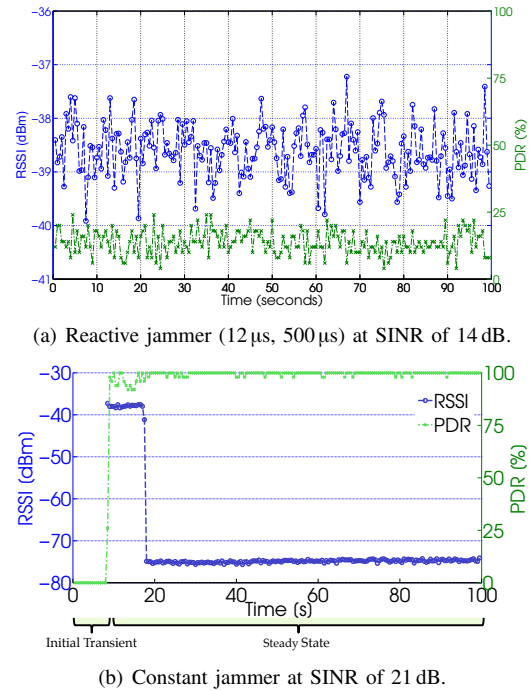 −36
100
−37
75
−38
50
−39
25
−40
−41
0
0 10 20 30 40 50 60 70 80 90 100
RSSI (dBm)
PDR (%)
Time (seconds)
(a) Reactive jammer (12 µs, 500 µs) at SINR of 14 dB.
−30
100
−40
75
−50
50
−60
25
−70
−80
0
0 20 40 60 80 100
RSSI (dBm)
PDR (%)
RSSI
PDR
Time (s)
Initial Transient
Steady State
(b) Constant jammer at SINR of 21 dB.